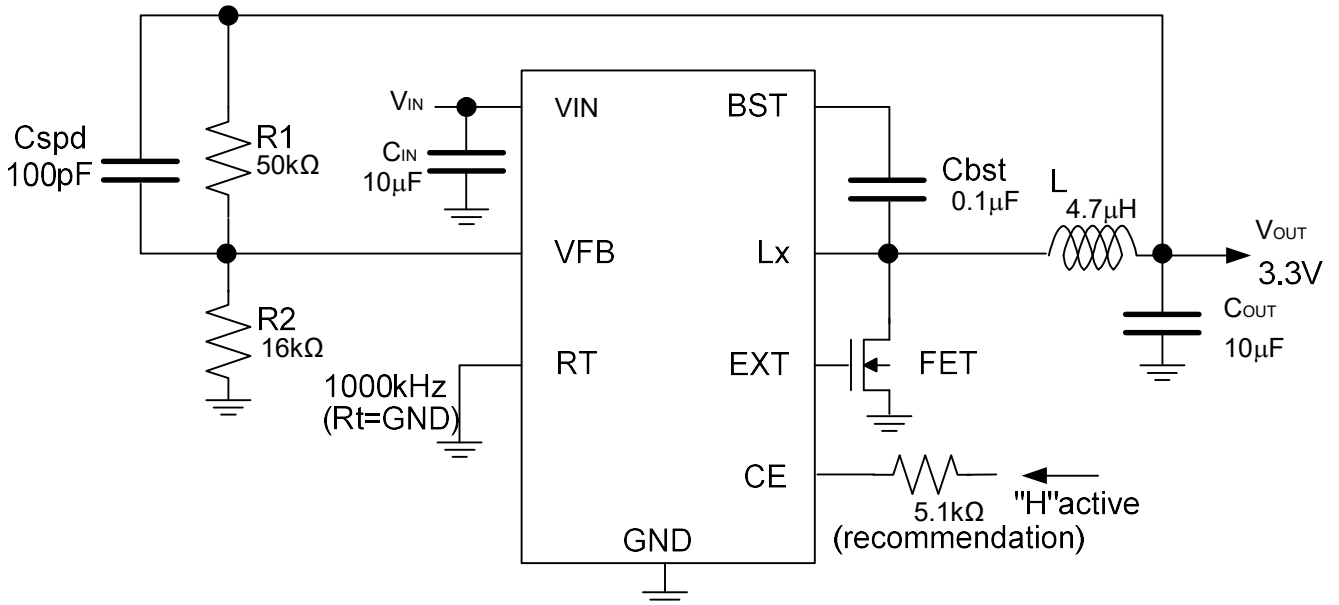 Cspd
100pF
R1
50kΩ
R2
16kΩ
VIN
CIN
10μF
1000kHz
(Rt=GND)
VIN
VFB
RT
GND
BST
Lx
EXT
CE
Cbst
0.1μF
L
4.7μH
FET
5.1kΩ
(recommendation)
"H"active
VOUT
3.3V
COUT
10μF